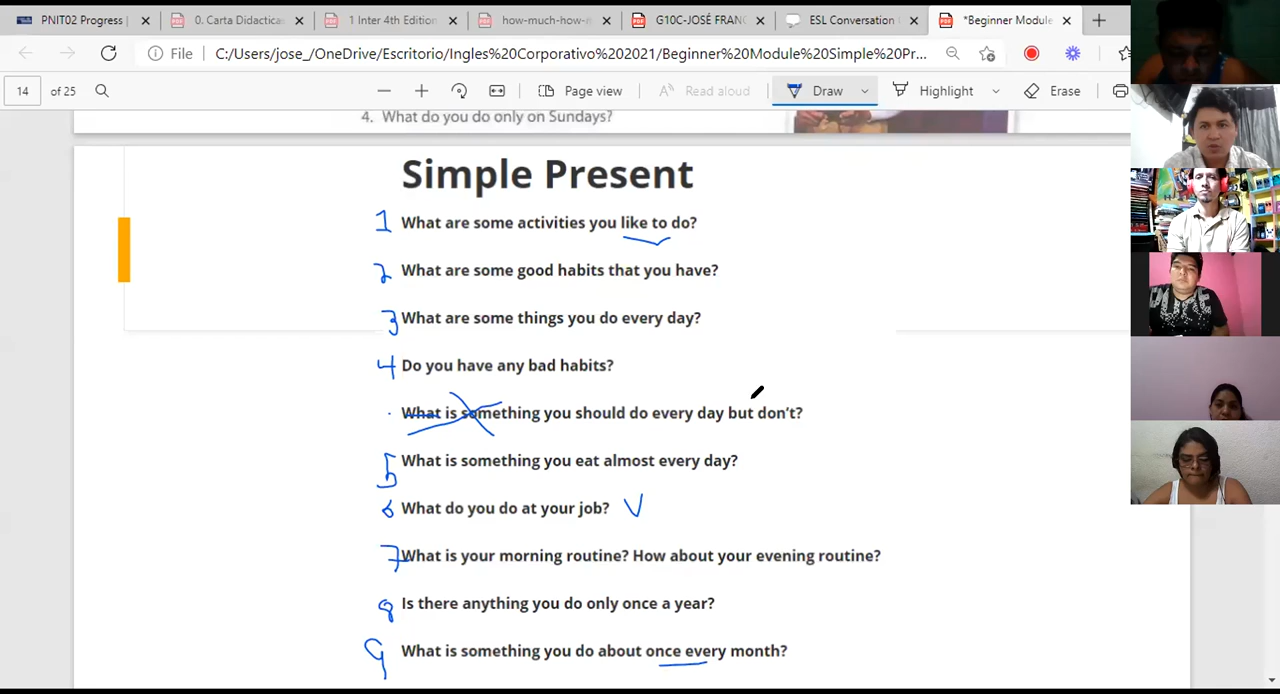 PNIT02 Progress |
0. Carta Didactica
1 Inter 4th Edition
how-much-how-
G10C-JOSÉ FRAN
ESL Conversation
*Beginner Module
File
C:/Users/jose_/OneDrive/Escritorio/Ingles%20Corporativo%202021/Beginner%20Module%20Simple%20Pr...
14 of 25
Page view
Read aloud
Draw
Highlight
Erase
4. What do you do only on Sundays?
Simple Present
1 What are some activities you like to do?
2 What are some good habits that you have?
3 What are some things you do every day?
4 Do you have any bad habits?
What is something you should do every day but don't?
5 What is something you eat almost every day?
6 What do you do at your job? V
7 What is your morning routine? How about your evening routine?
8 Is there anything you do only once a year?
9 What is something you do about once every month?